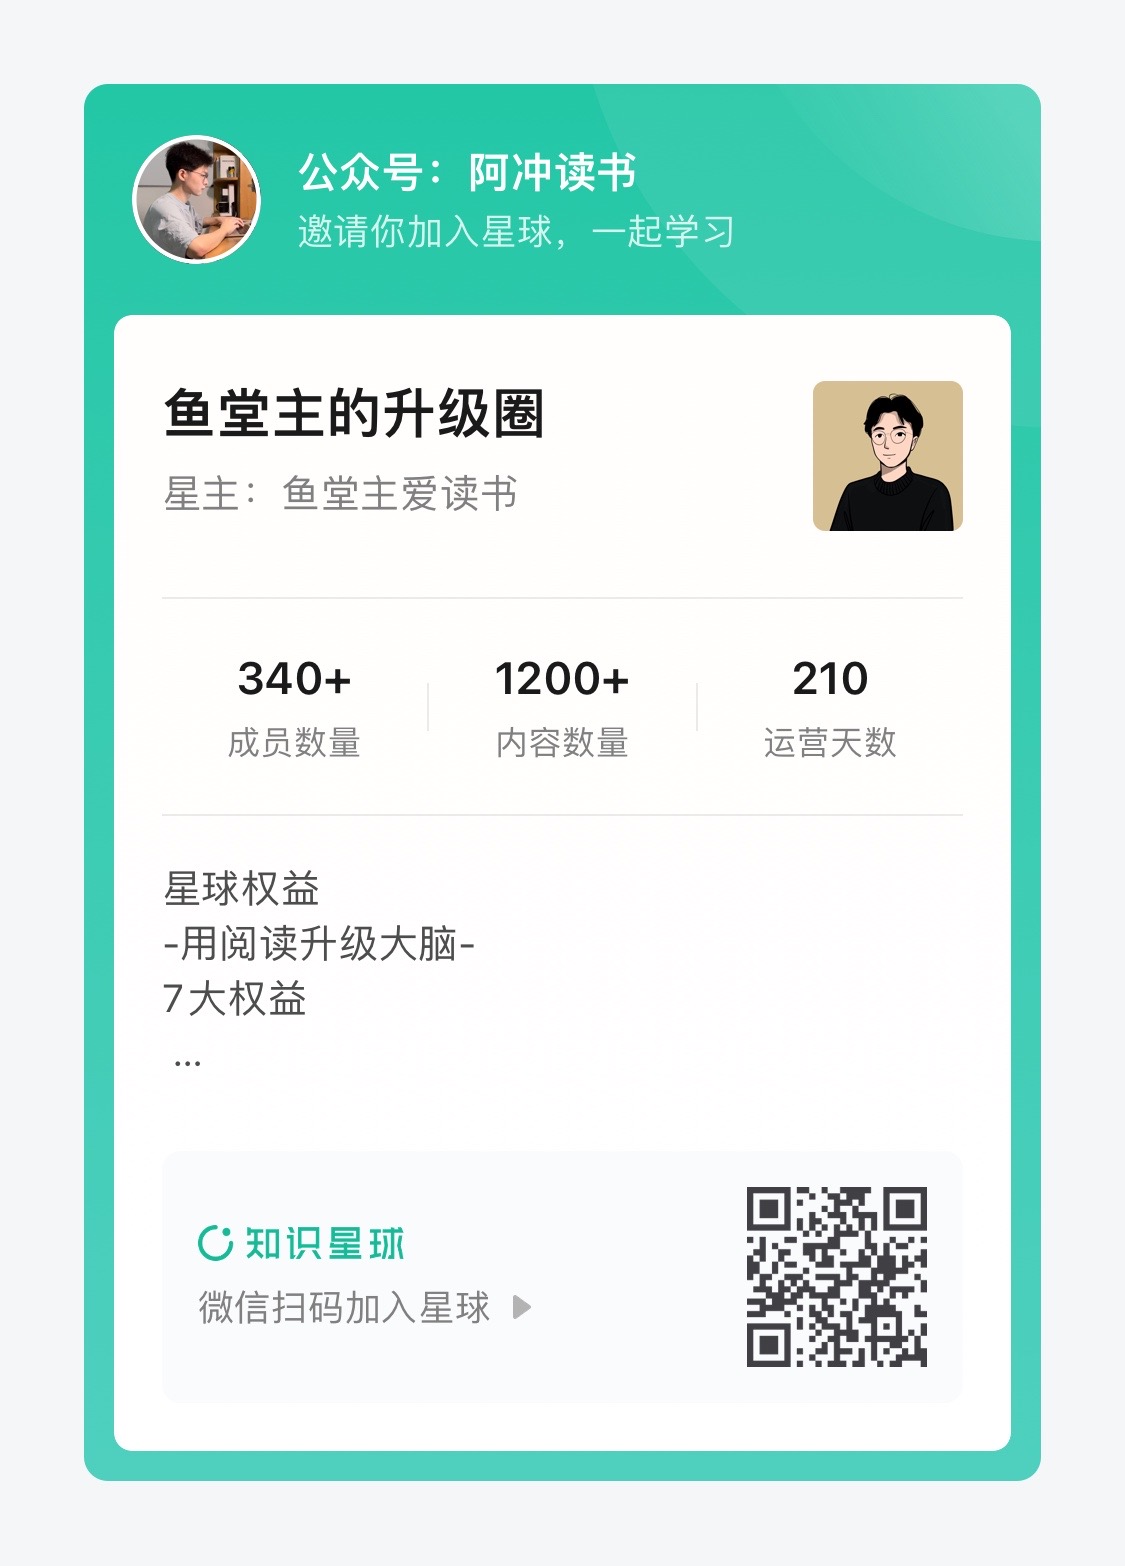 公众号：阿冲读书
邀请你加入星球，一起学习
鱼堂主的升级圈
星主：鱼堂主爱读书
340+
成员数量
1200+
内容数量
210
运营天数
星球权益
-用阅读升级大脑-
7大权益
...
知识星球
微信扫码加入星球